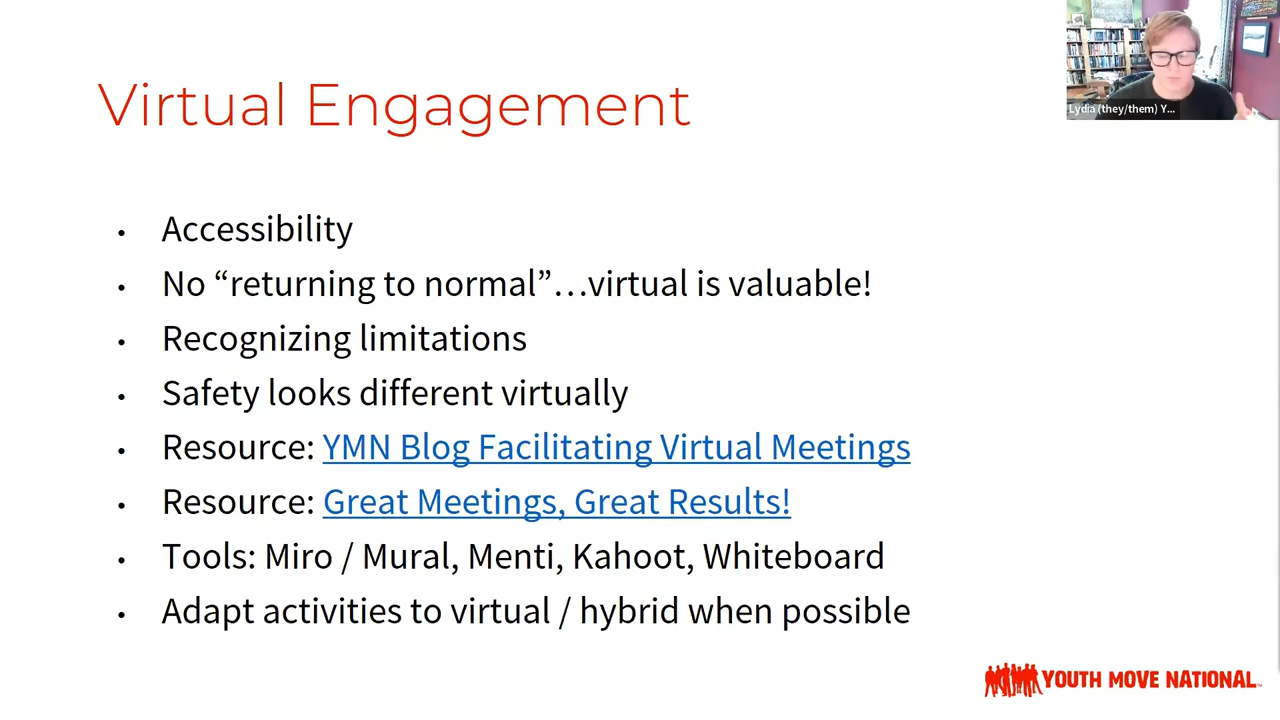 Virtual Engagement
Lydia (they/them) Y...
• Accessibility
• No “returning to normal”…virtual is valuable!
• Recognizing limitations
• Safety looks different virtually
• Resource: YMN Blog Facilitating Virtual Meetings
• Resource: Great Meetings, Great Results!
• Tools: Miro / Mural, Menti, Kahoot, Whiteboard
• Adapt activities to virtual / hybrid when possible
YOUTH MOVE NATIONAL